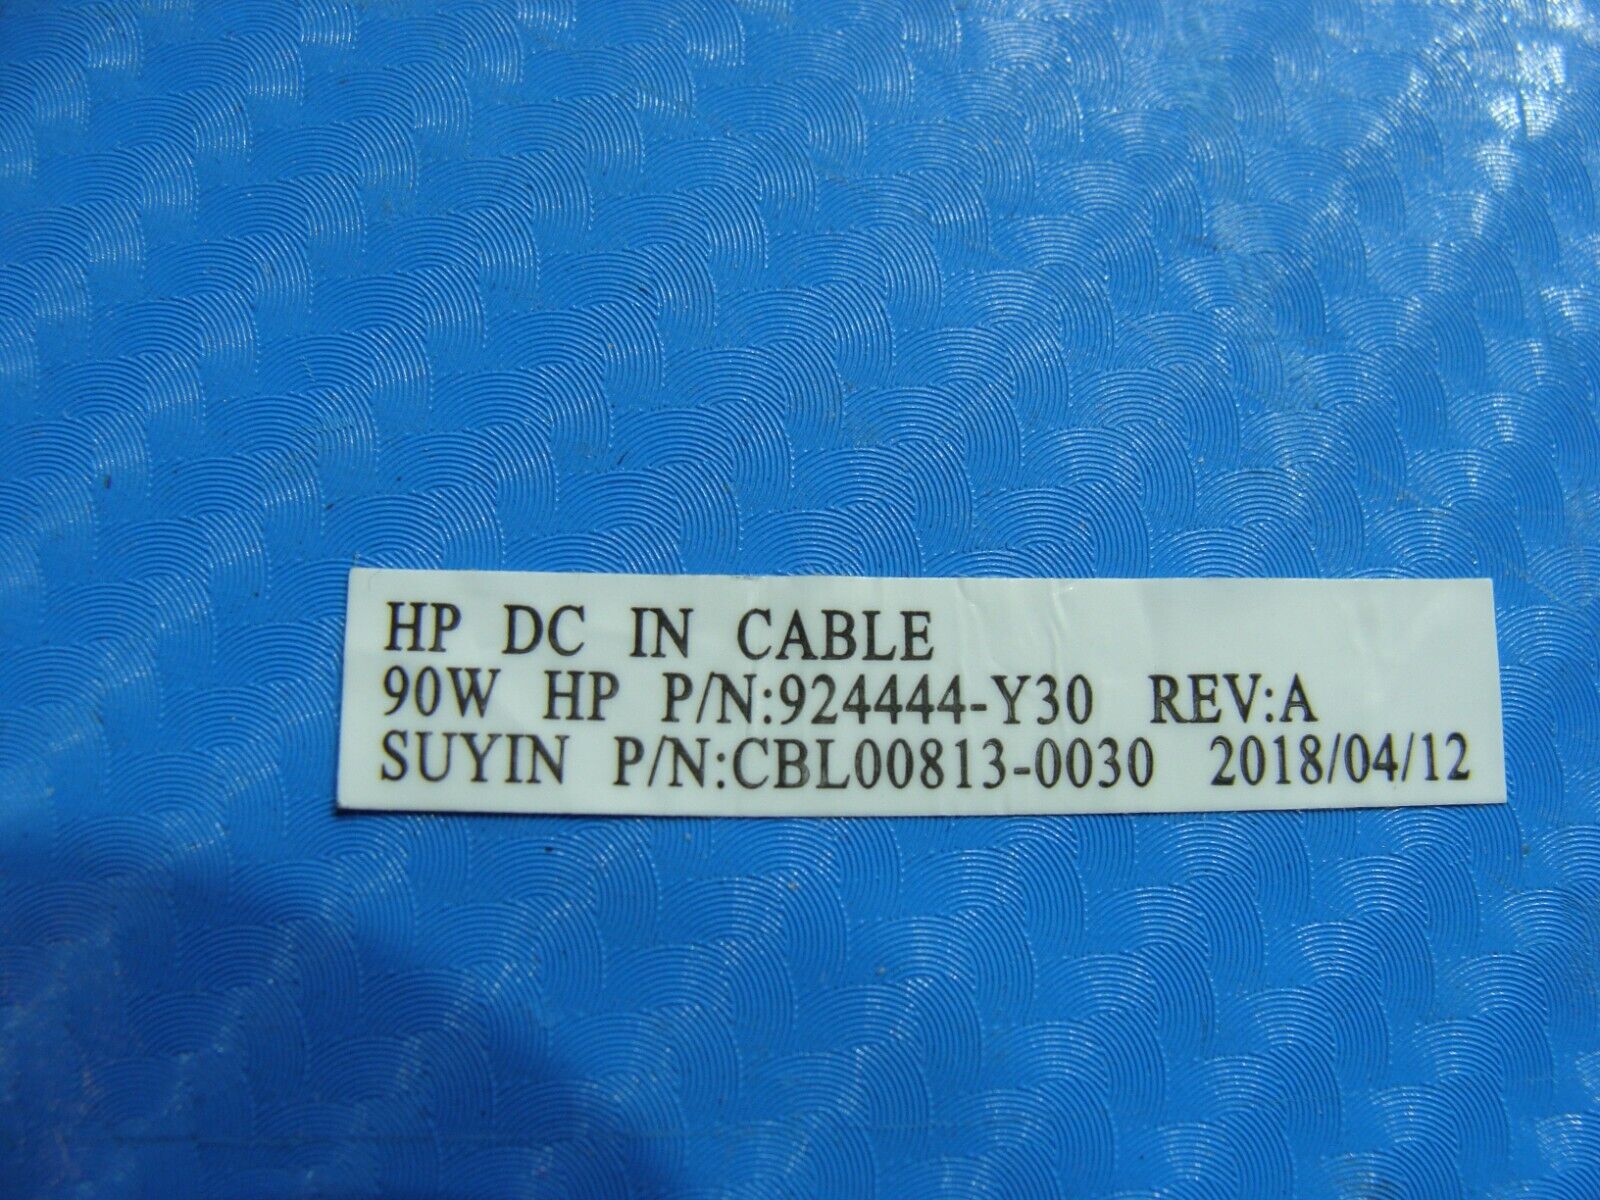 HP DC IN CABLE
90W HP P/N:924444-Y30 REV:A
SUYIN P/N:CBL00813-0030 2018/04/12